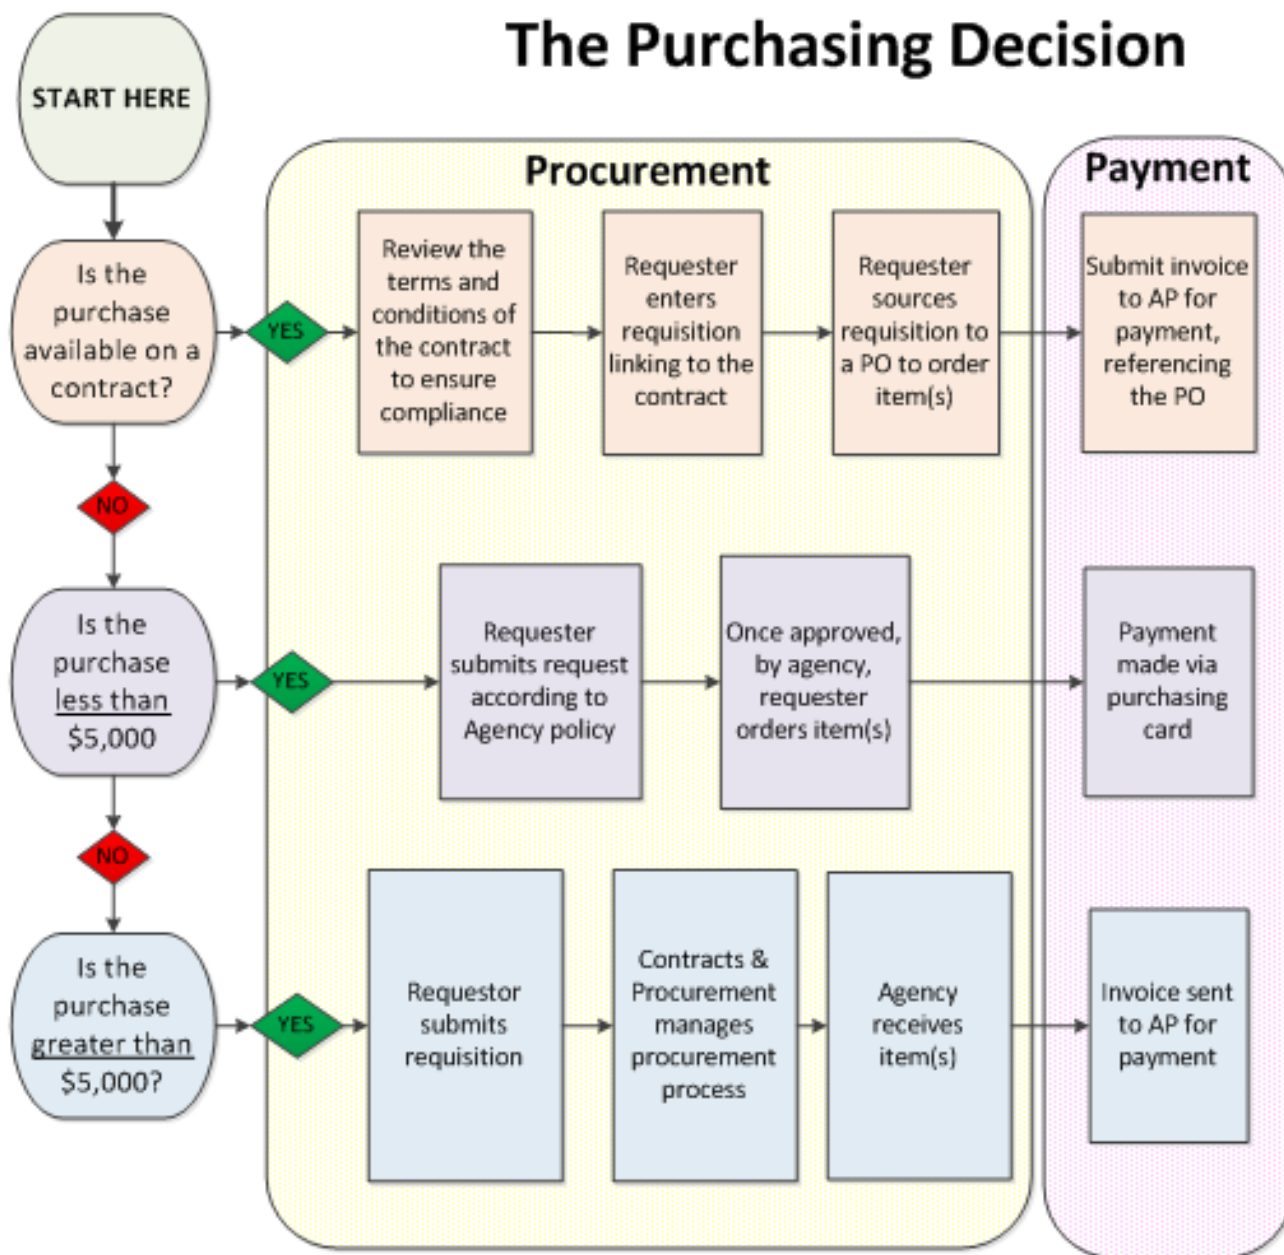 The Purchasing Decision
START HERE
Procurement
Payment
Is the
purchase
available on a
contract?
YES
Review the
terms and
conditions of
the contract
to ensure
compliance
Requester
enters
requisition
linking to the
contract
Requester
sources
requisition to
a PO to order
item(s)
Submit invoice
to AP for
payment,
referencing
the PO
NO
Is the
purchase
less than
$5,000
YES
Requester
submits request
according to
Agency policy
Once approved,
by agency,
requester
orders item(s)
Payment
made via
purchasing
card
NO
Is the
purchase
greater than
$5,000?
YES
Requestor
submits
requisition
Contracts &
Procurement
manages
procurement
process
Agency
receives
item(s)
Invoice sent
to AP for
payment